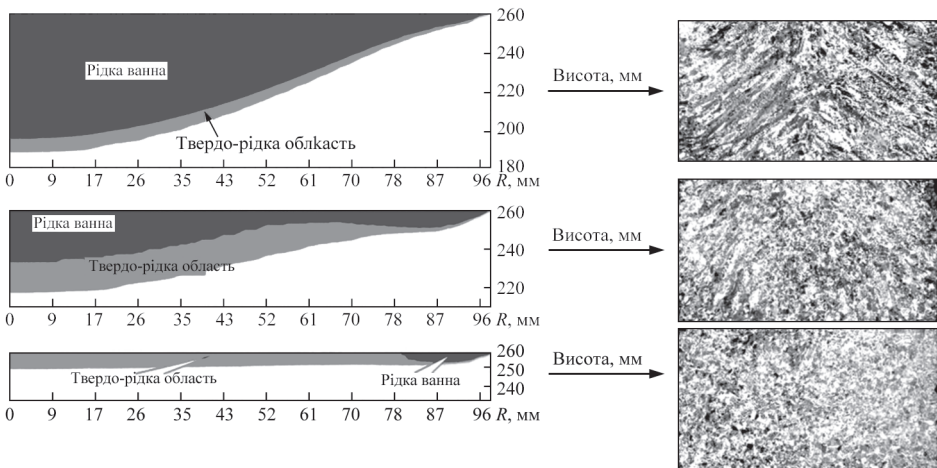 260
240
220
200
180
Рідка ванна
Твердо-рідка облkасть
0 9 17 26 35 43 52 61 70 78 87 96 R, мм
Висота, мм
260
240
220
Рідка ванна
Твердо-рідка область
0 9 17 26 35 43 52 61 70 78 87 96 R, мм
Висота, мм
260
250
240
Твердо-рідка область
Рідка ванна
0 9 17 26 35 43 52 61 70 78 87 96 R, мм
Висота, мм